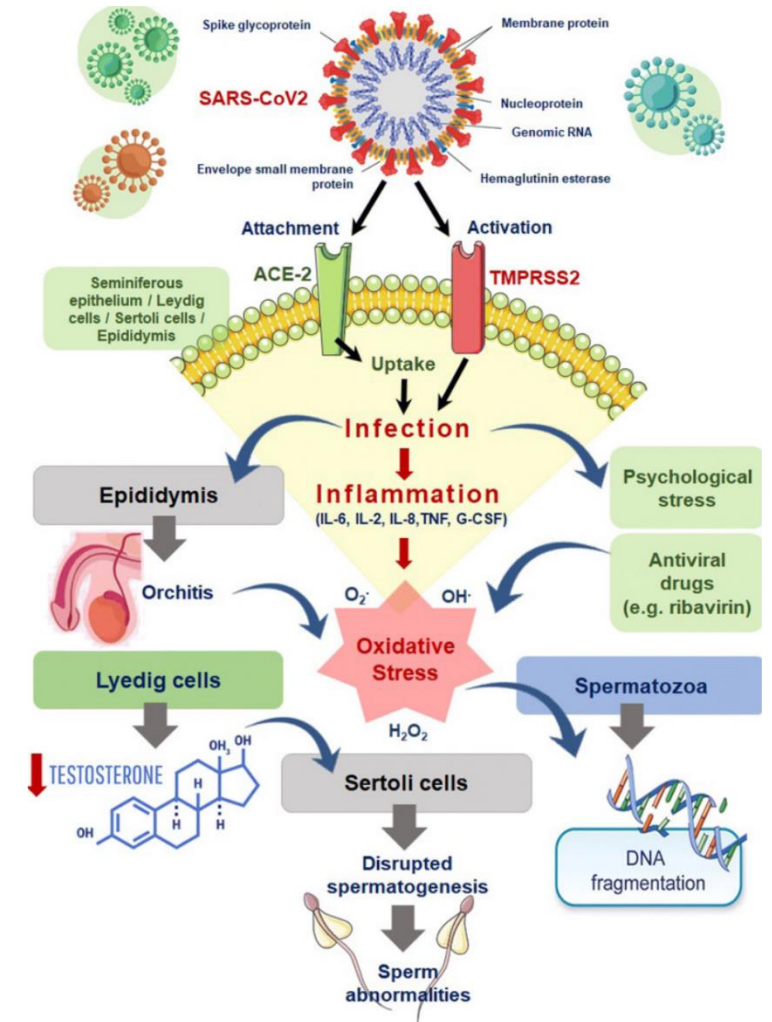 Spike glycoprotein
Membrane protein
SARS-CoV2
Nucleoprotein
Genomic RNA
Envelope small membrane
protein
Hemaglutinin esterase
Attachment
Activation
ACE-2
TMPRSS2
Seminiferous
epithelium / Leydig
cells / Sertoli cells /
Epididymis
Uptake
Infection
Inflammation
(IL-6, IL-2, IL-8,TNF, G-CSF)
Epididymis
Psychological
stress
Orchitis
Antiviral
drugs
(e.g. ribavirin)
O₂·
OH·
Oxidative
Stress
H₂O₂
Lyedig cells
Spermatozoa
TESTOSTERONE
OH₃
OH
H
H
H
OH
Sertoli cells
Disrupted
spermatogenesis
DNA
fragmentation
Sperm
abnormalities